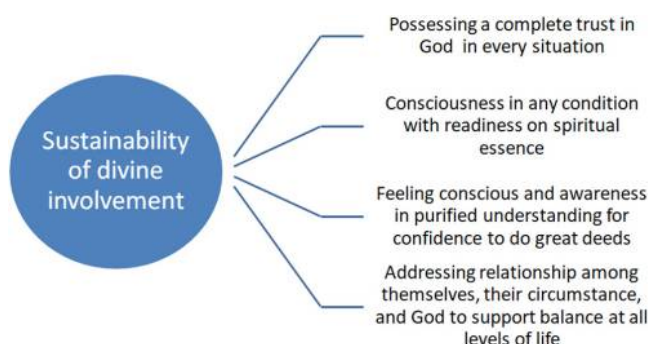 Sustainability
of divine
involvement
Possessing a complete trust in
God in every situation
Consciousness in any condition
with readiness on spiritual
essence
Feeling conscious and awareness
in purified understanding for
confidence to do great deeds
Addressing relationship among
themselves, their circumstance,
and God to support balance at all
levels of life